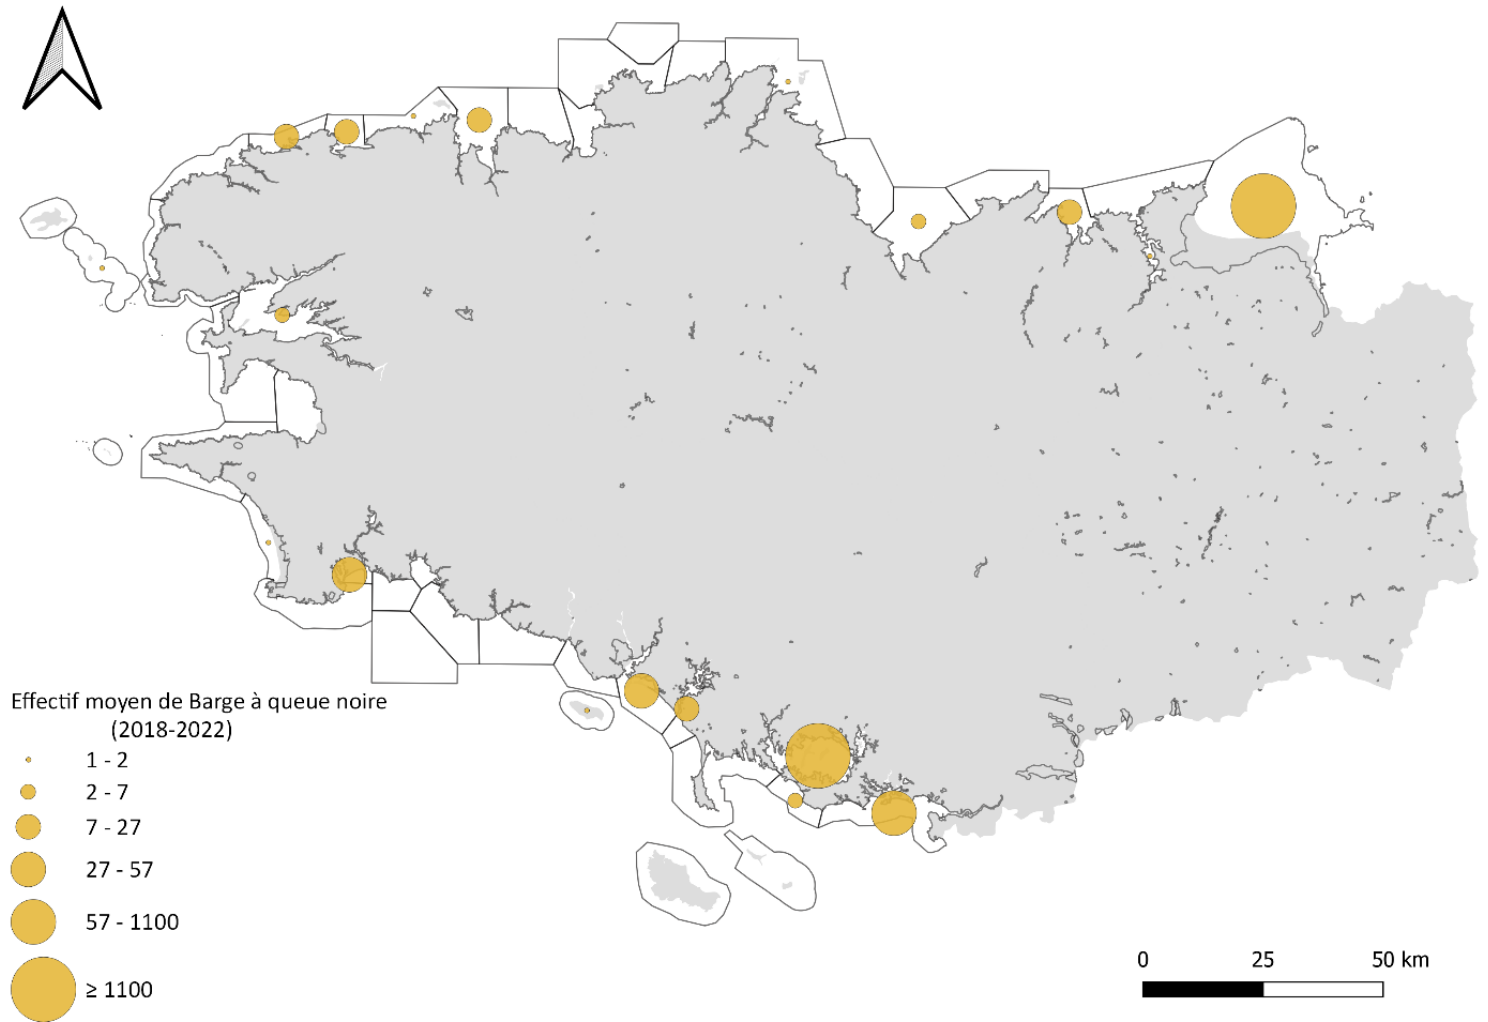 Effectif moyen de Barge à queue noire
(2018-2022)
1 - 2
2 - 7
7 - 27
27 - 57
57 - 1100
≥ 1100
0 25 50 km